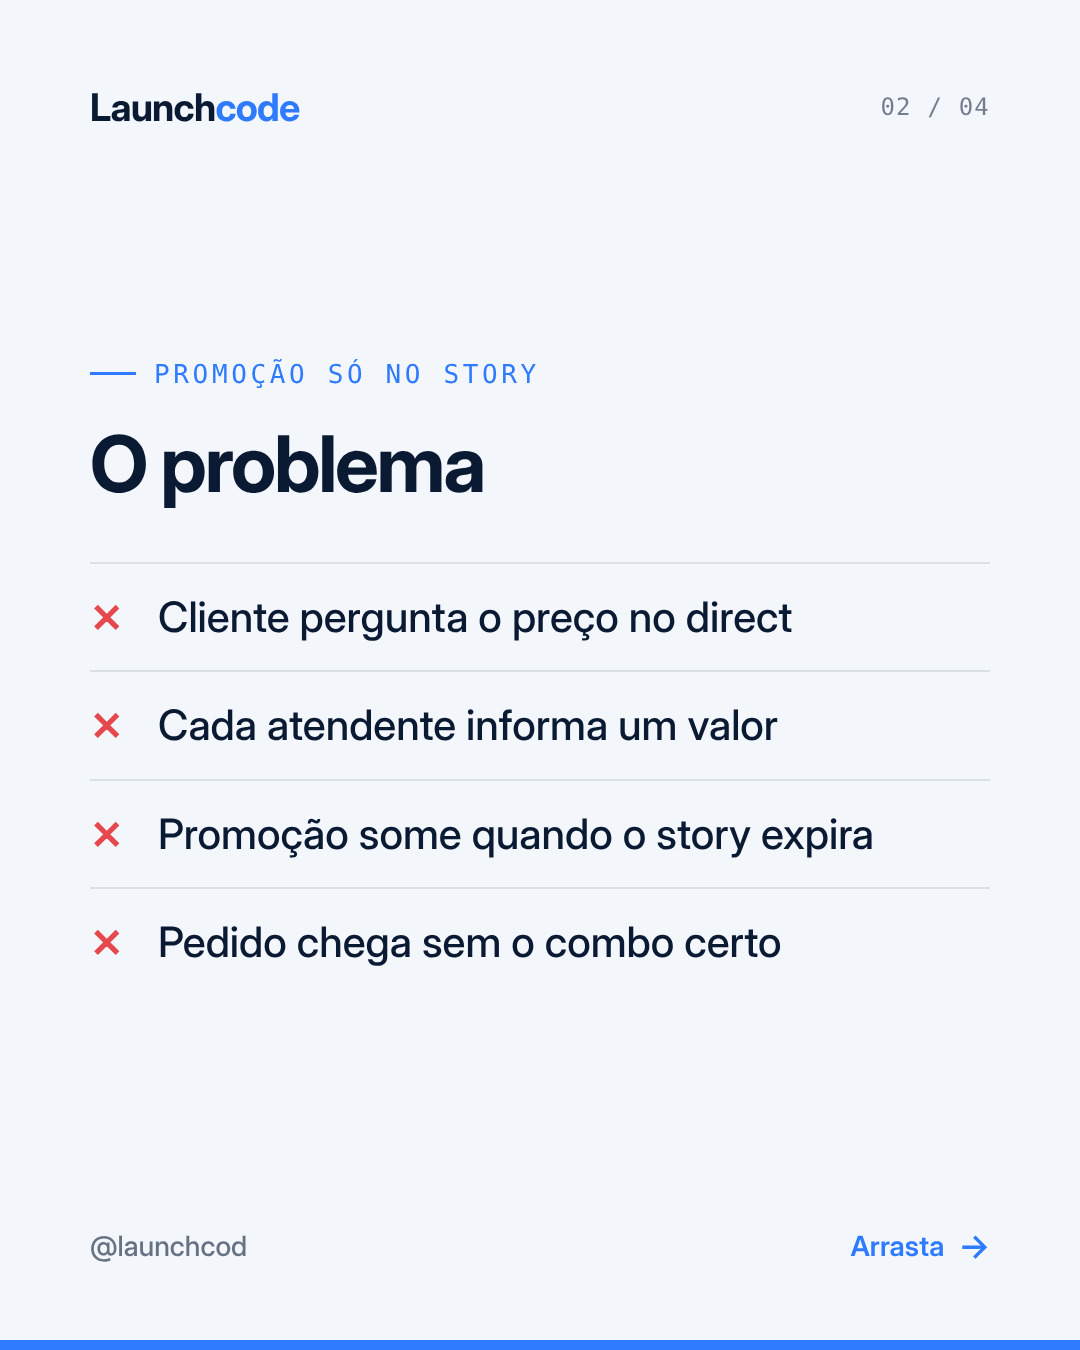 Launchcode
02 / 04
PROMOÇÃO SÓ NO STORY
O problema
✕ Cliente pergunta o preço no direct
✕ Cada atendente informa um valor
✕ Promoção some quando o story expira
✕ Pedido chega sem o combo certo
@launchcod
Arrasta →